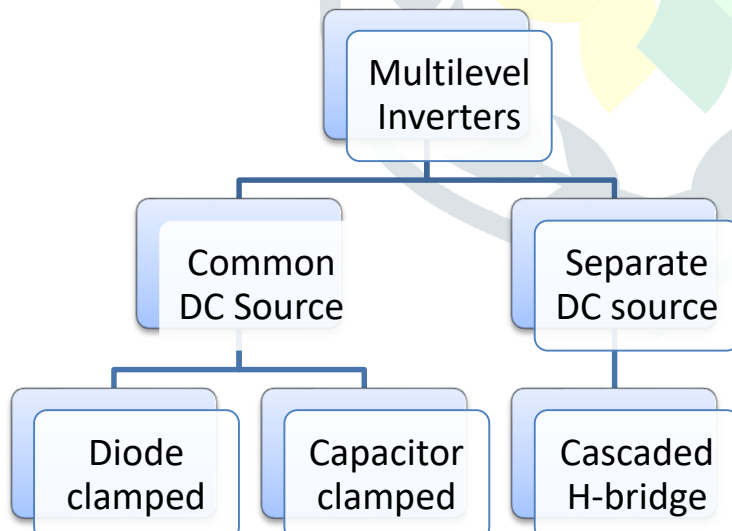 Multilevel
Inverters
Common
DC Source
Separate
DC source
Diode
clamped
Capacitor
clamped
Cascaded
H-bridge